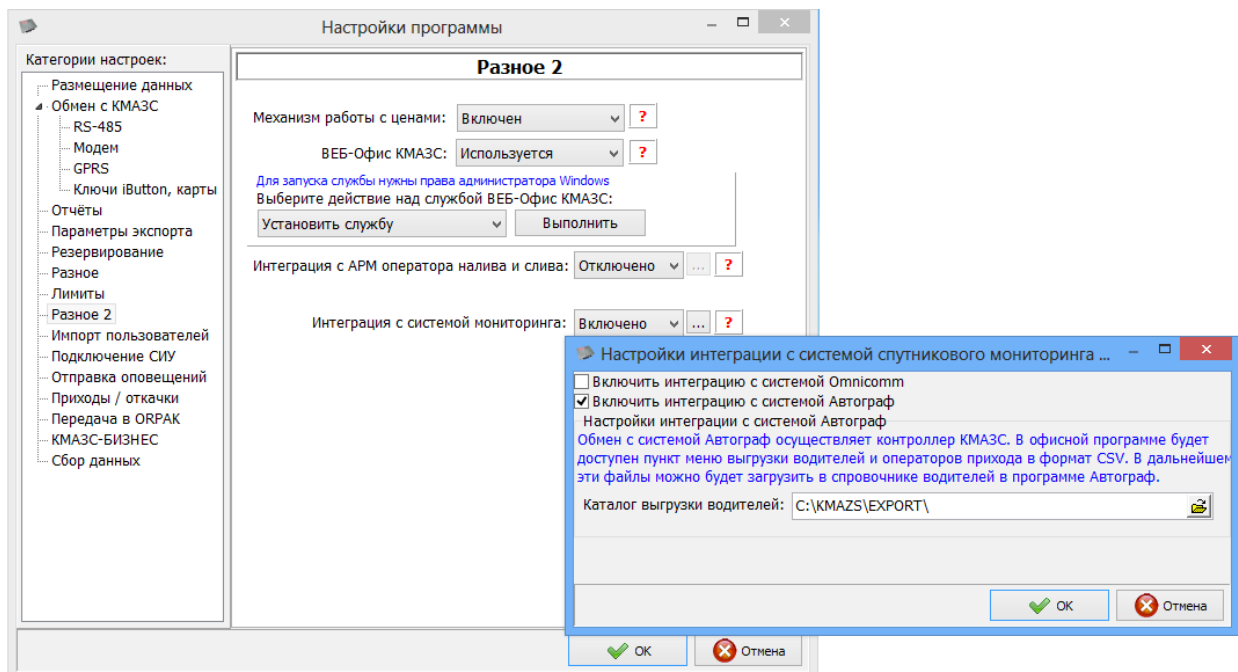 Настройки программы
Категории настроек:
Размещение данных
Обмен с КМАЗС
RS-485
Модем
GPRS
Ключи iButton, карты
Отчёты
Параметры экспорта
Резервирование
Разное
Лимиты
Разное 2
Импорт пользователей
Подключение СИУ
Отправка оповещений
Приходы / откачки
Передача в ORPAK
КМАЗС-БИЗНЕС
Сбор данных
Разное 2
Механизм работы с ценами: Включен ?
ВЕБ-Офис КМАЗС: Используется ?
Для запуска службы нужны права администратора Windows
Выберите действие над службой ВЕБ-Офис КМАЗС:
Установить службу Выполнить
Интеграция с АРМ оператора налива и слива: Отключено ... ?
Интеграция с системой мониторинга: Включено ... ?
Настройки интеграции с системой спутникового мониторинга ...
Включить интеграцию с системой Omnicomm
Включить интеграцию с системой Автограф
Настройки интеграции с системой Автограф
Обмен с системой Автограф осуществляет контроллер КМАЗС. В офисной программе будет
доступен пункт меню выгрузки водителей и операторов прихода в формат CSV. В дальнейшем
эти файлы можно будет загрузить в спровочнике водителей в программе Автограф.
Каталог выгрузки водителей: C:\KMAZS\EXPORT\
ОК Отмена
ОК Отмена